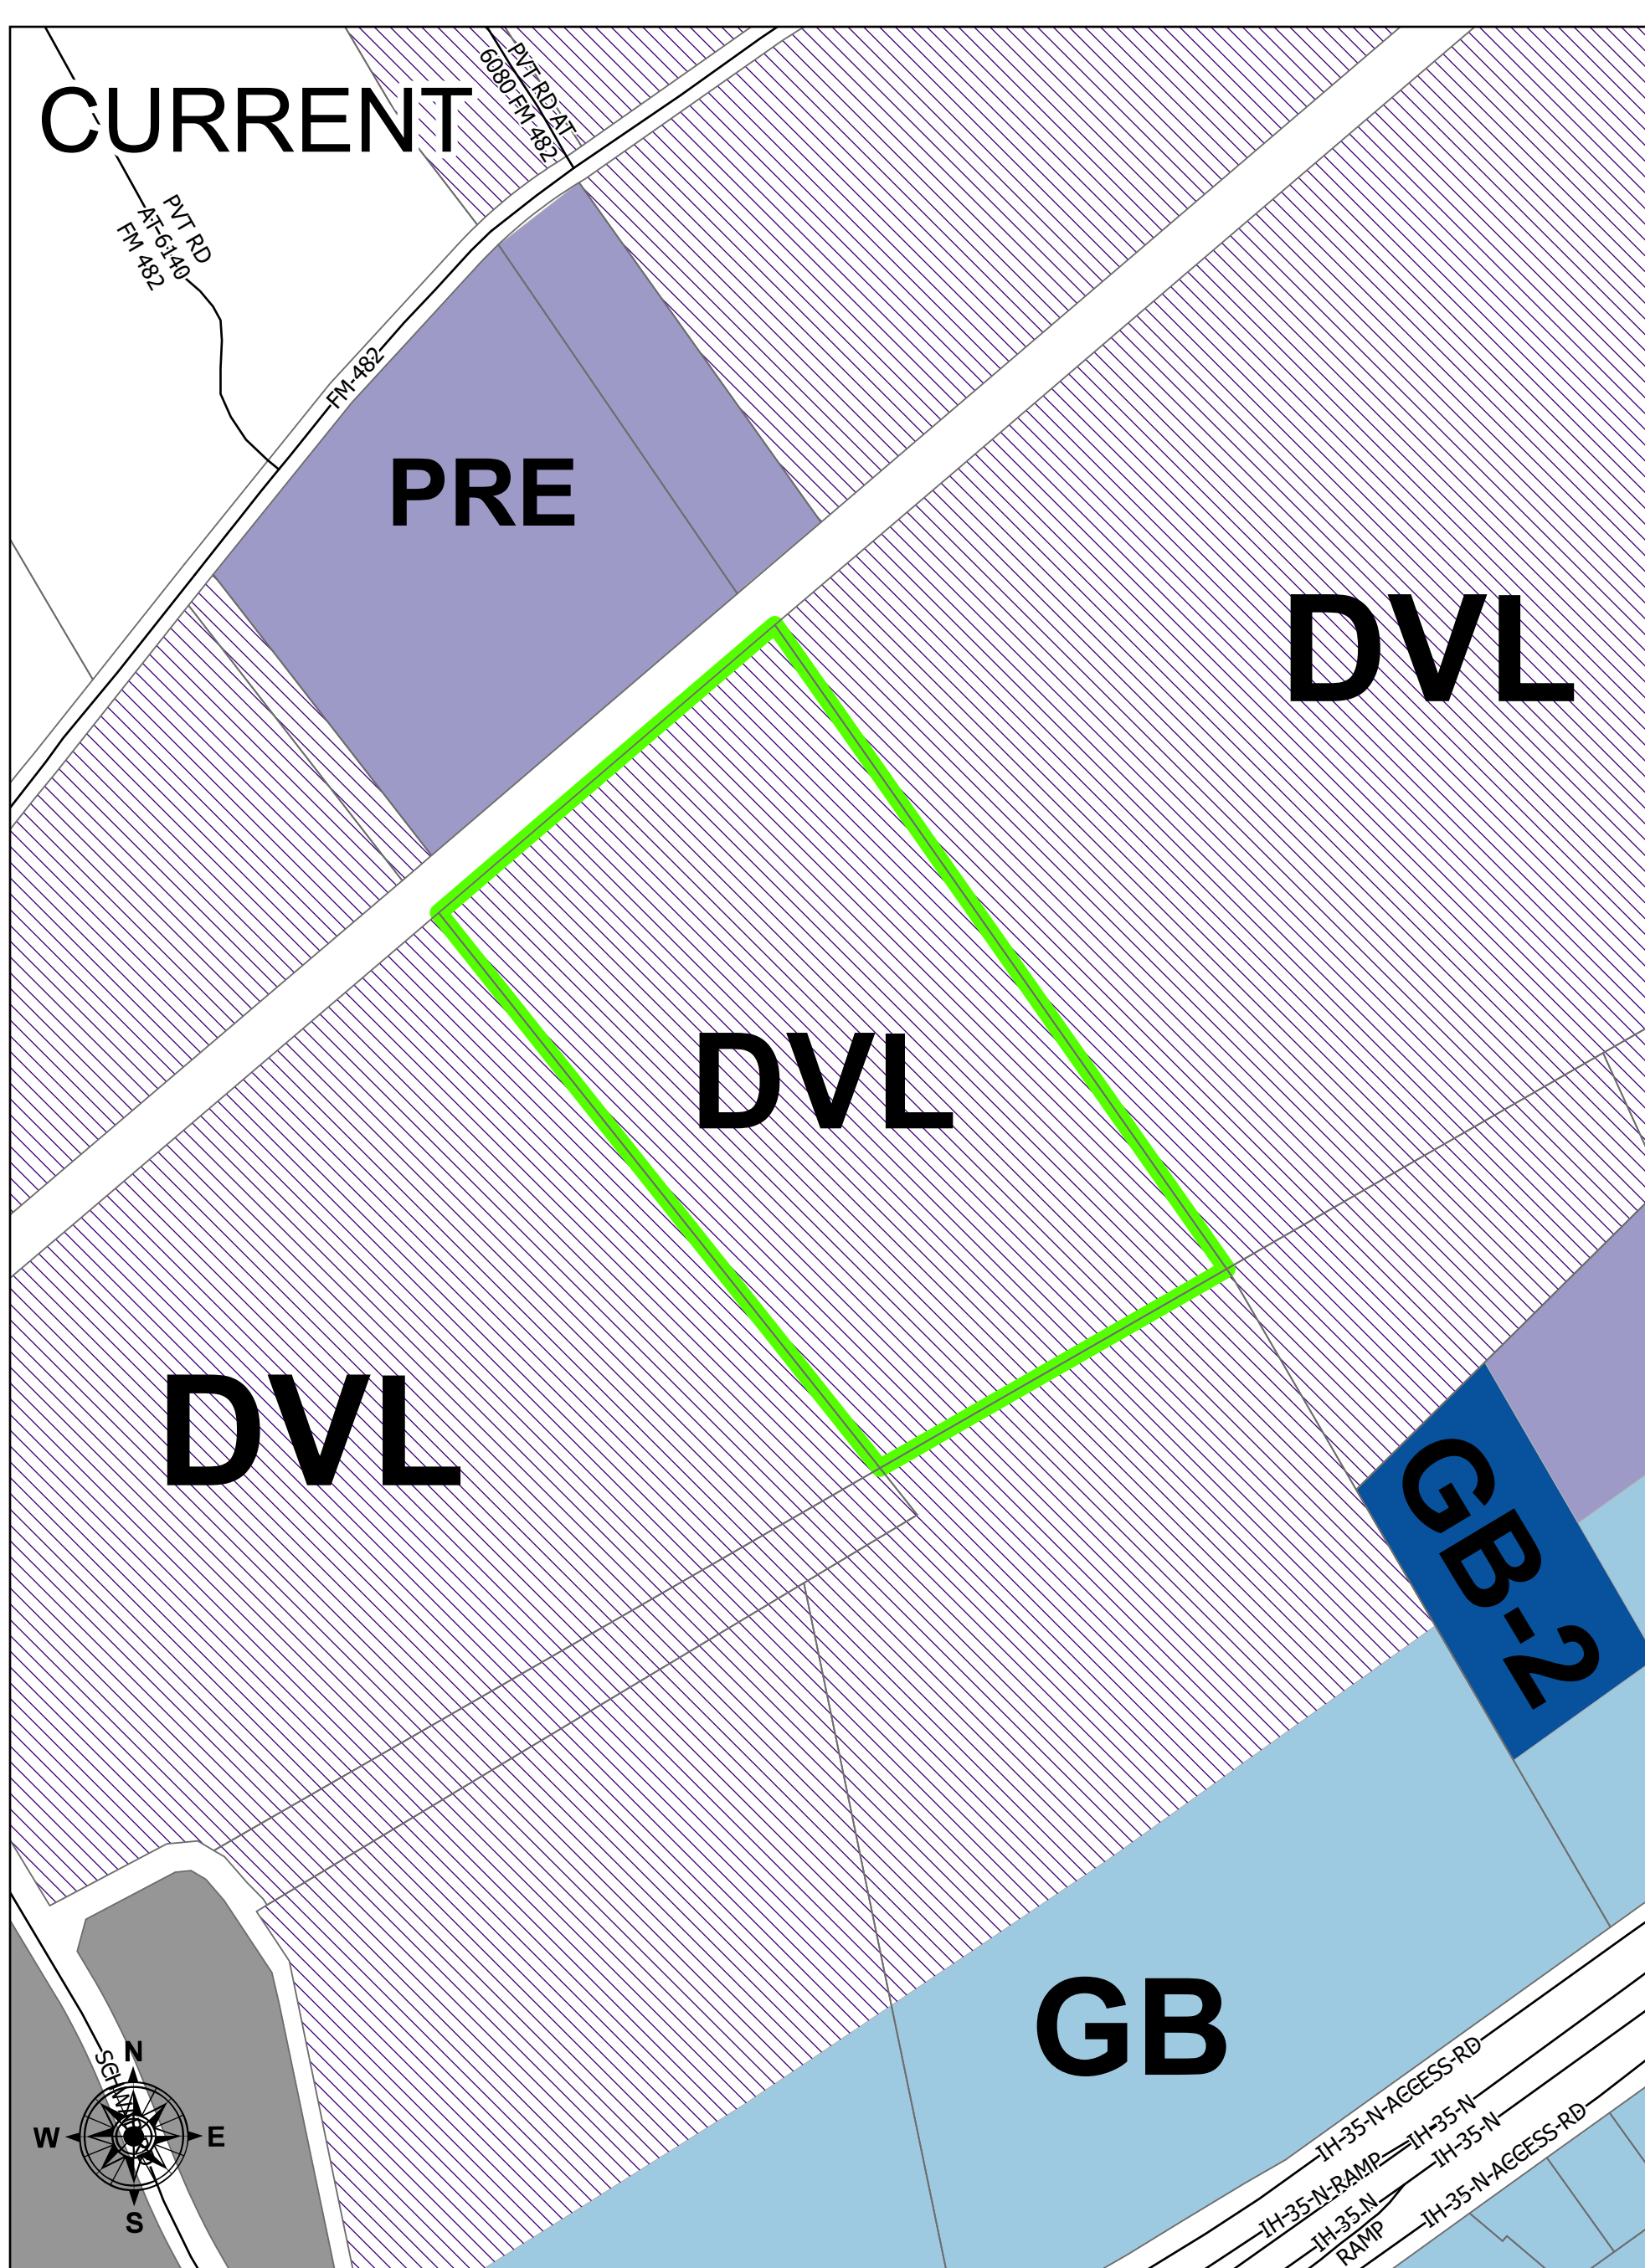 CURRENT
PVT RD AT
6080 FM 482
PVT RD
AT 6140
FM 482
FM-482
PRE
DVL
DVL
DVL
GB-2
GB
IH-35-N-ACCESS-RD
IH-35-N-RAMP
IH-35-N
IH-35-N
IH-35-N
RAMP
IH-35-N-ACCESS-RD
N
W
E
S